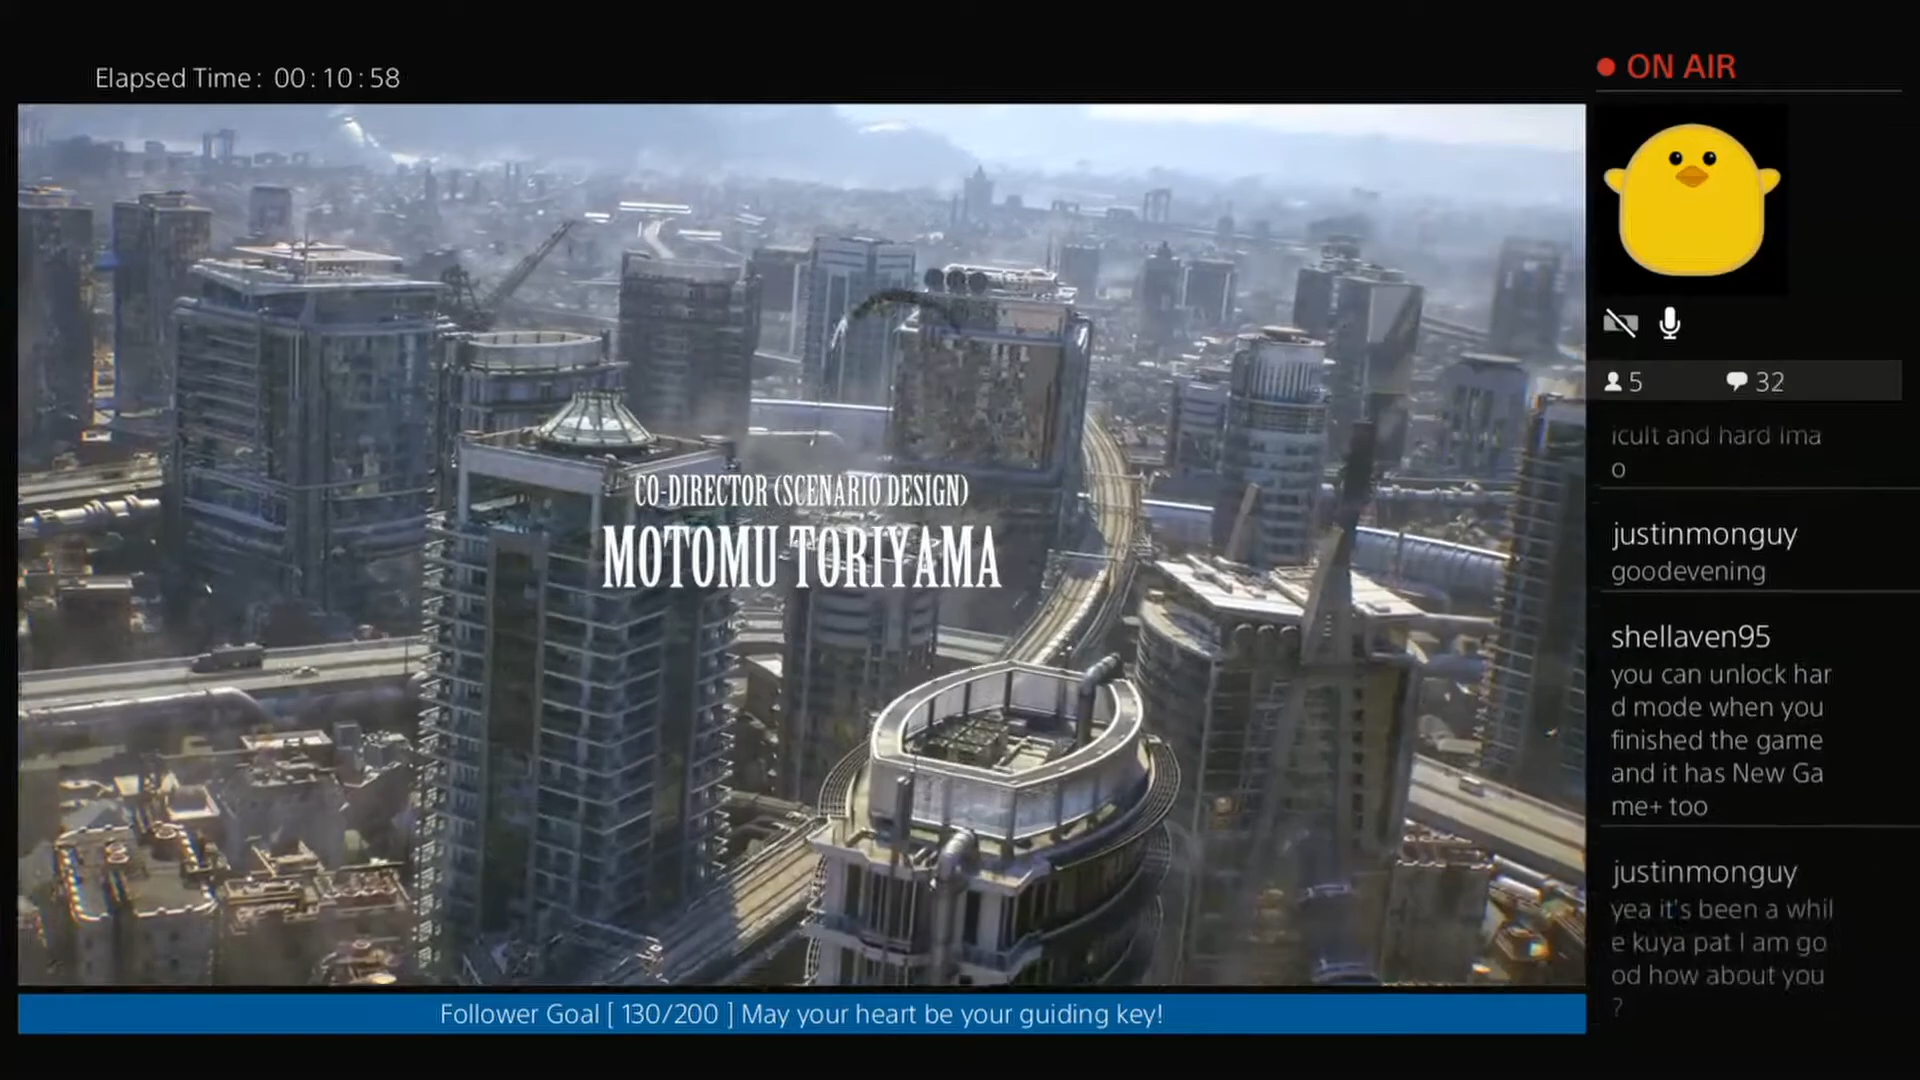 Elapsed Time: 00:10:58
ON AIR
5 32
icult and hard lma
o
justinmonguy
goodevening
shellaven95
you can unlock har
d mode when you
finished the game
and it has New Ga
me+ too
justinmonguy
yea it's been a whil
e kuya pat I am go
od how about you
?
CO-DIRECTOR (SCENARIO DESIGN)
MOTOMU TORIYAMA
Follower Goal [ 130/200 ] May your heart be your guiding key!